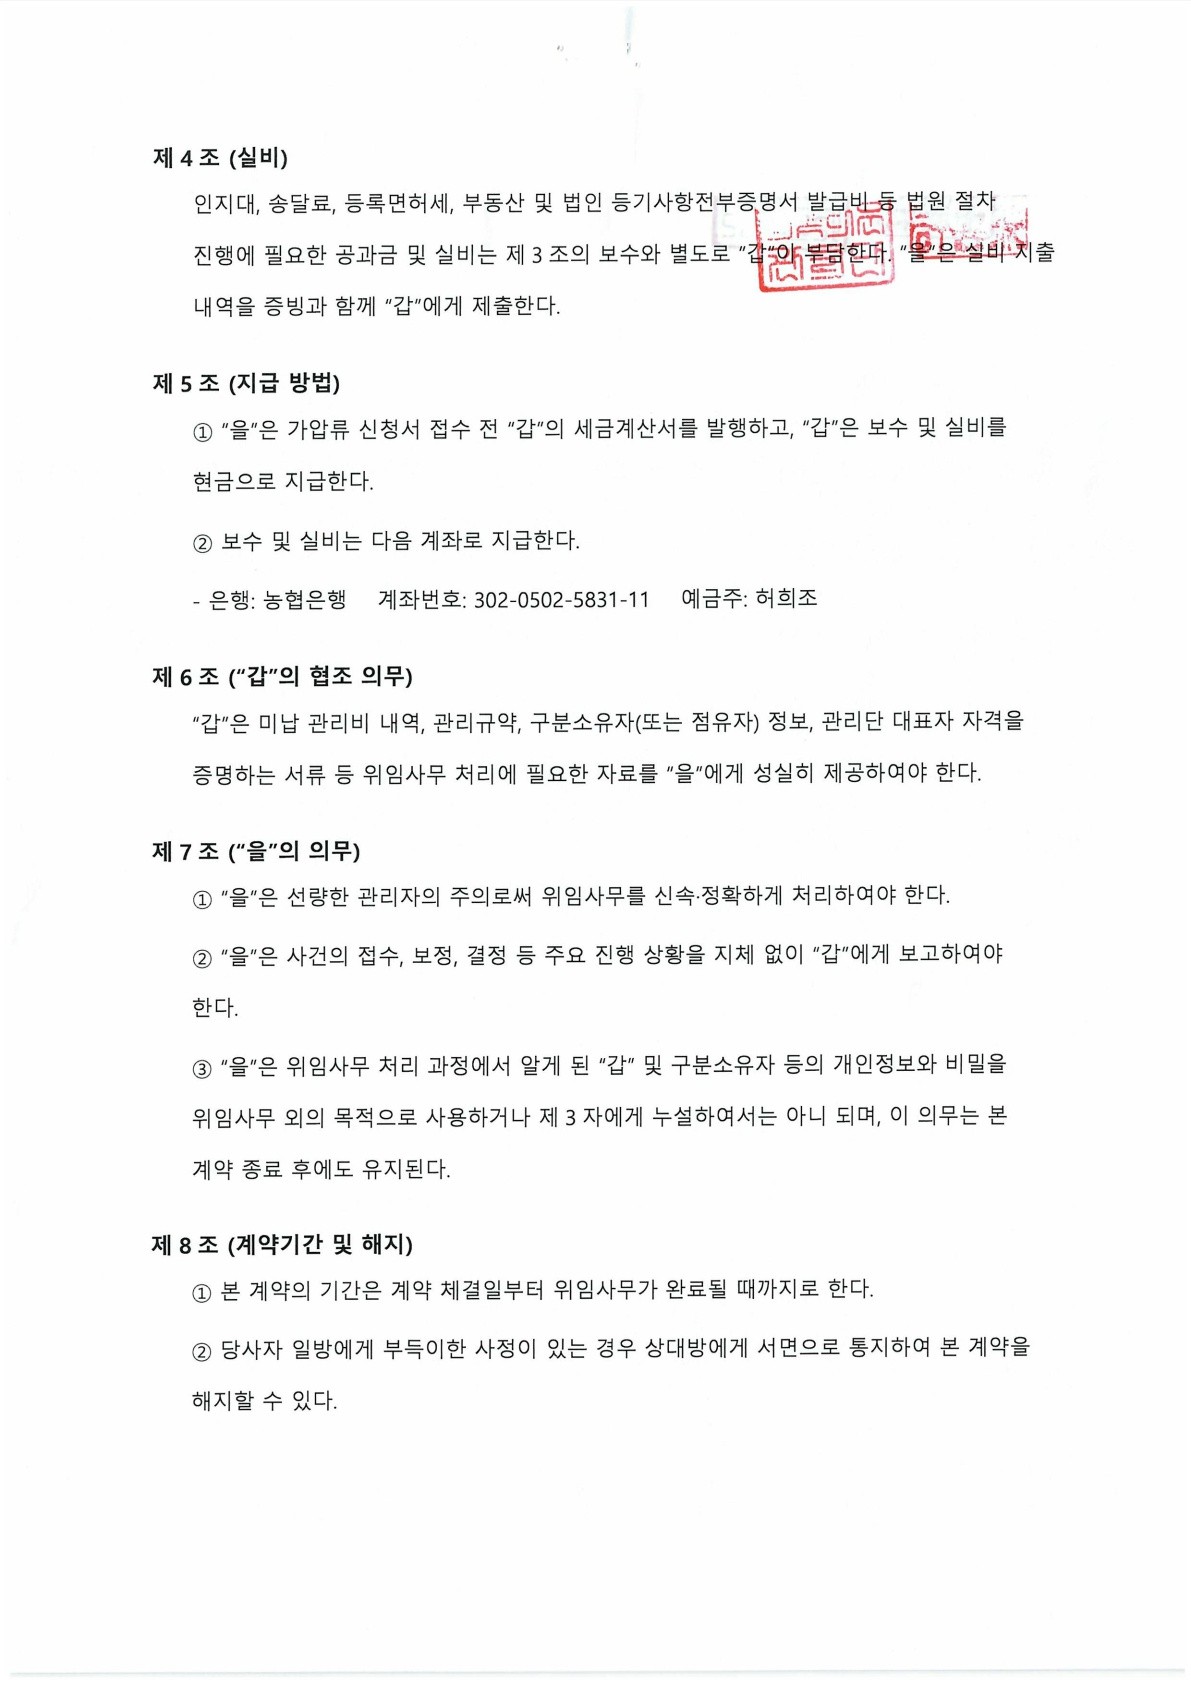 제 4 조 (실비)
인지대, 송달료, 등록면허세, 부동산 및 법인 등기사항전부증명서 발급비 등 법원 절차
진행에 필요한 공과금 및 실비는 제 3 조의 보수와 별도로 “갑”이 부담한다. “을”은 실비 지출
내역을 증빙과 함께 “갑”에게 제출한다.
제 5 조 (지급 방법)
① “을”은 가압류 신청서 접수 전 “갑”의 세금계산서를 발행하고, “갑”은 보수 및 실비를
현금으로 지급한다.
② 보수 및 실비는 다음 계좌로 지급한다.
- 은행: 농협은행 계좌번호: 302-0502-5831-11 예금주: 허희조
제 6 조 (“갑”의 협조 의무)
“갑”은 미납 관리비 내역, 관리규약, 구분소유자(또는 점유자) 정보, 관리단 대표자 자격을
증명하는 서류 등 위임사무 처리에 필요한 자료를 “을”에게 성실히 제공하여야 한다.
제 7 조 (“을”의 의무)
① “을”은 선량한 관리자의 주의로써 위임사무를 신속·정확하게 처리하여야 한다.
② “을”은 사건의 접수, 보정, 결정 등 주요 진행 상황을 지체 없이 “갑”에게 보고하여야
한다.
③ “을”은 위임사무 처리 과정에서 알게 된 “갑” 및 구분소유자 등의 개인정보와 비밀을
위임사무 외의 목적으로 사용하거나 제 3 자에게 누설하여서는 아니 되며, 이 의무는 본
계약 종료 후에도 유지된다.
제 8 조 (계약기간 및 해지)
① 본 계약의 기간은 계약 체결일부터 위임사무가 완료될 때까지로 한다.
② 당사자 일방에게 부득이한 사정이 있는 경우 상대방에게 서면으로 통지하여 본 계약을
해지할 수 있다.